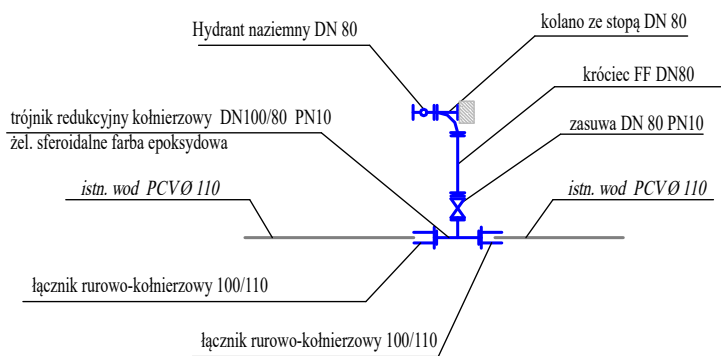 Hydrant naziemny DN 80
kolano ze stopą DN 80
króciec FF DN80
trójnik redukcyjny kołnierzowy DN100/80 PN10
żel. sferoidalne farba epoksydowa
zasuwa DN 80 PN10
istn. wod PCV Ø 110
istn. wod PCV Ø 110
łącznik rurowo-kołnierzowy 100/110
łącznik rurowo-kołnierzowy 100/110